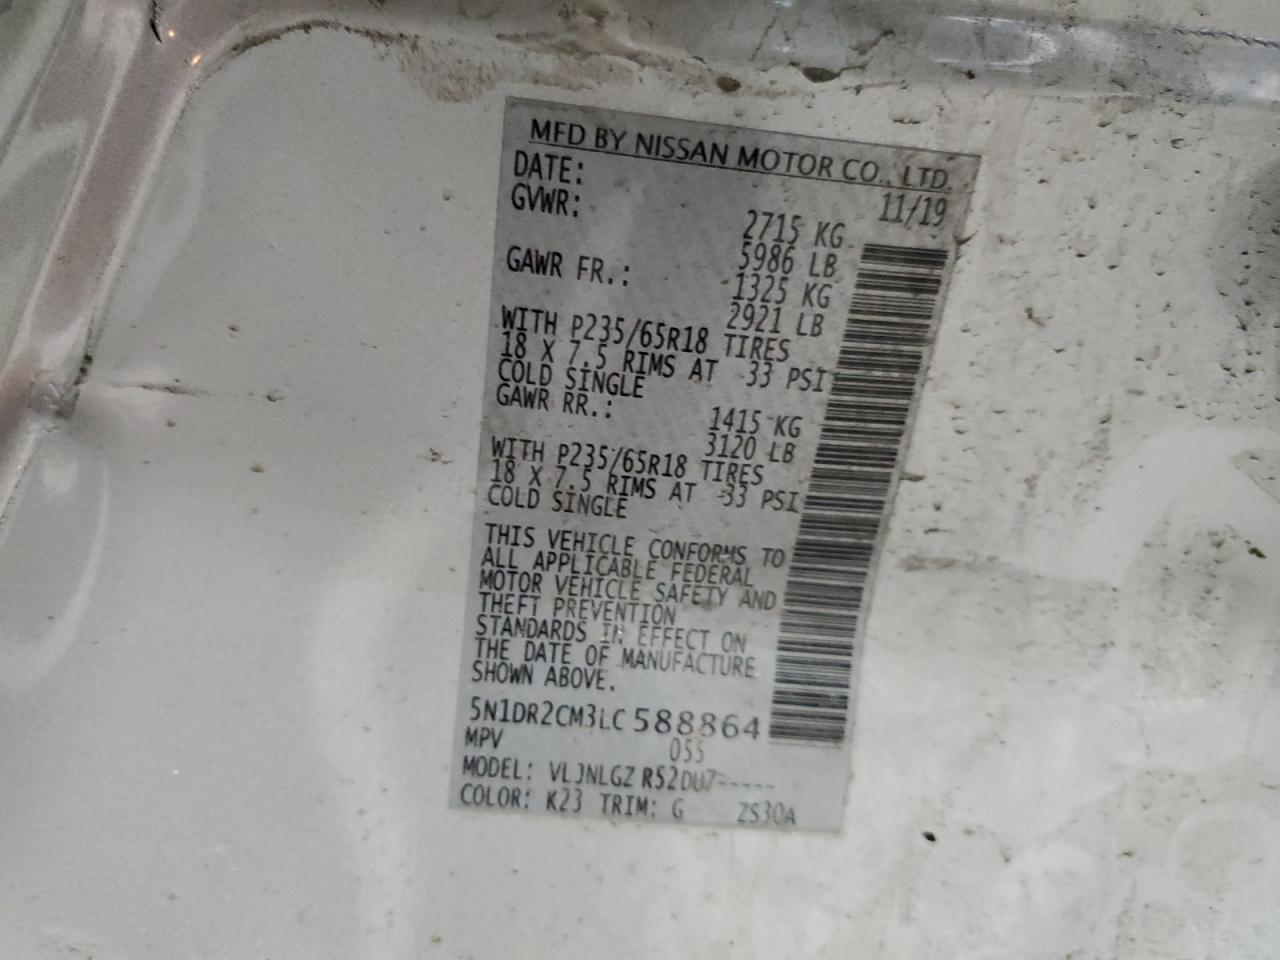 MFD BY NISSAN MOTOR CO., LTD.
DATE: 11/19
GVWR: 2715 KG
5986 LB
GAWR FR.: 1325 KG
2921 LB
WITH P235/65R18 TIRES
18 X 7.5 RIMS AT 33 PSI
COLD SINGLE
GAWR RR.: 1415 KG
3120 LB
WITH P235/65R18 TIRES
18 X 7.5 RIMS AT 33 PSI
COLD SINGLE
THIS VEHICLE CONFORMS TO
ALL APPLICABLE FEDERAL
MOTOR VEHICLE SAFETY AND
THEFT PREVENTION
STANDARDS IN EFFECT ON
THE DATE OF MANUFACTURE
SHOWN ABOVE.
5N1DR2CM3LC588864
MPV 055
MODEL: VLJNLGZ R52DU7-----
COLOR: K23 TRIM: G ZS30A